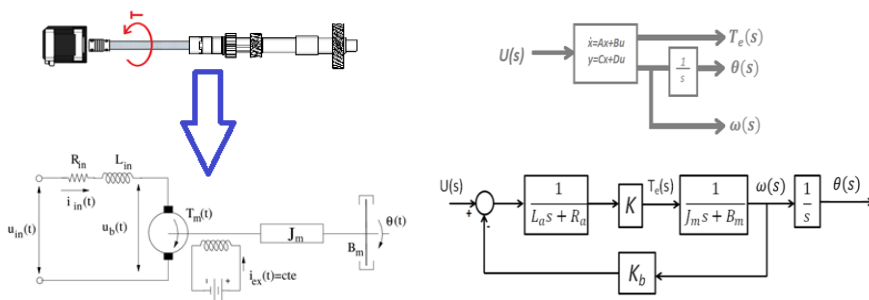 T
R_in L_in
i_in(t)
u_in(t)
u_b(t)
T_m(t)
J_m
B_m
θ(t)
- +
i_ex(t)=cte
U(s)
ẋ=Ax+Bu
y=Cx+Du
T_e(s)
1/s
θ(s)
ω(s)
U(s)
+
-
1/(L_a s + R_a)
K
T_e(s)
1/(J_m s + B_m)
ω(s)
1/s
θ(s)
K_b